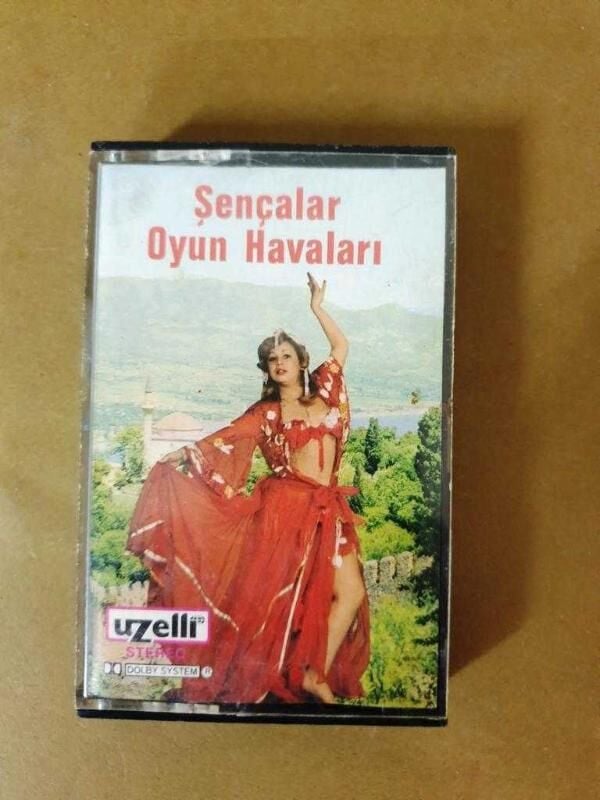 Şençalar
Oyun Havaları
uzelli
STEREO
DOLBY SYSTEM ®